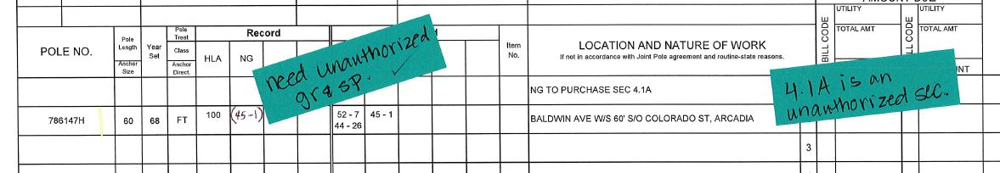 AMOUNT DUE
UTILITY
UTILITY
POLE NO.
Pole Length
Anchor Size
Year Set
Pole Treat
Class
Anchor Direct.
Record
HLA
NG
need unauthorized
gr & sp. ✓
Item No.
LOCATION AND NATURE OF WORK
If not in accordance with Joint Pole agreement and routine-state reasons.
BILL CODE
TOTAL AMT
BILL CODE
TOTAL AMT
NG TO PURCHASE SEC 4.1A
4.1A is an
unauthorized sec.
786147H 60 68 FT 100 (45-1) 52 - 7 45 - 1 BALDWIN AVE W/S 60' S/O COLORADO ST, ARCADIA
44 - 26
3